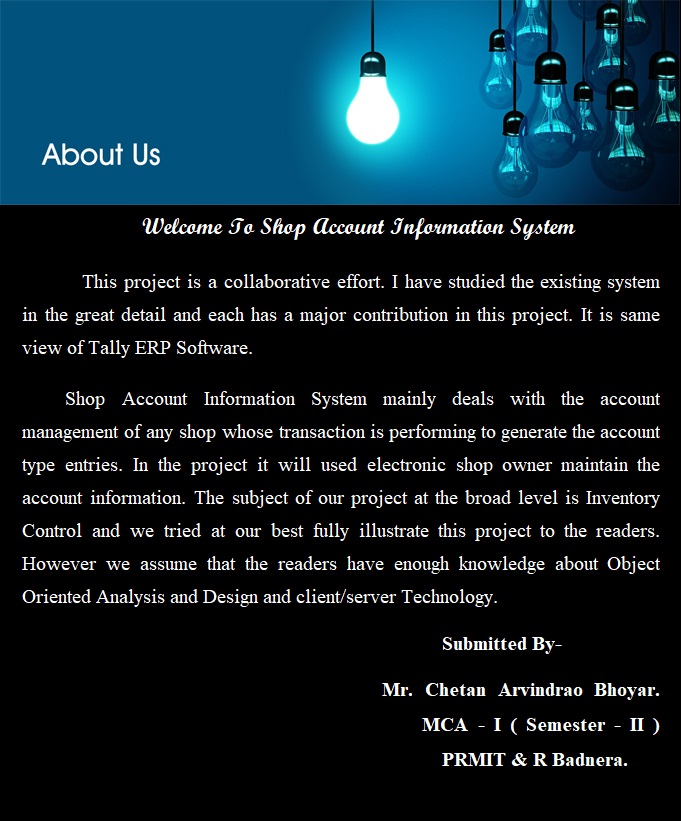 About Us
Welcome To Shop Account Information System
This project is a collaborative effort. I have studied the existing system
in the great detail and each has a major contribution in this project. It is same
view of Tally ERP Software.
Shop Account Information System mainly deals with the account
management of any shop whose transaction is performing to generate the account
type entries. In the project it will used electronic shop owner maintain the
account information. The subject of our project at the broad level is Inventory
Control and we tried at our best fully illustrate this project to the readers.
However we assume that the readers have enough knowledge about Object
Oriented Analysis and Design and client/server Technology.
Submitted By-
Mr. Chetan Arvindrao Bhoyar.
MCA - I ( Semester - II )
PRMIT & R Badnera.